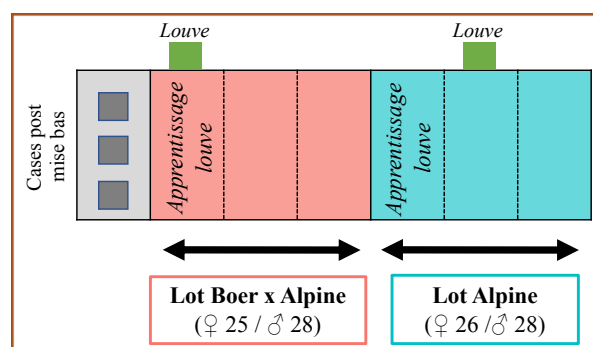 Louve
Louve
Cases post
mise bas
Apprentissage
louve
Apprentissage
louve
Lot Boer x Alpine
(♀ 25 / ♂ 28)
Lot Alpine
(♀ 26 /♂ 28)